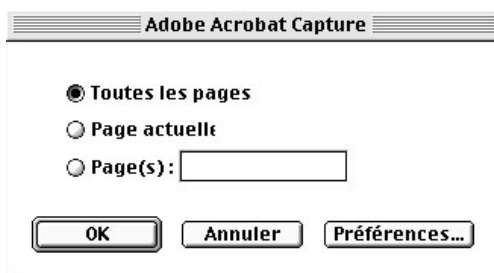 Adobe Acrobat Capture
Toutes les pages
Page actuelle
Page(s) :
OK Annuler Préférences...